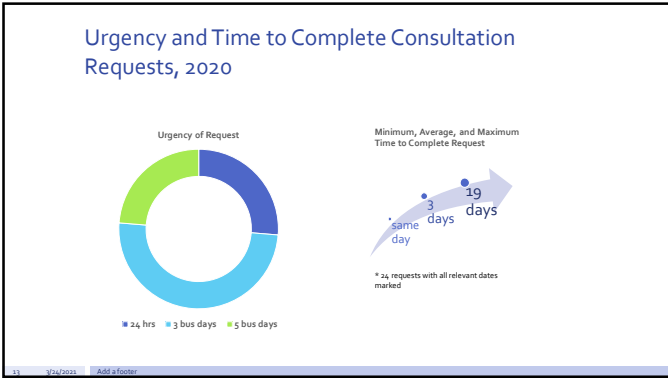 Urgency and Time to Complete Consultation
Requests, 2020
Urgency of Request
24 hrs
3 bus days
5 bus days
Minimum, Average, and Maximum
Time to Complete Request
same
day
3
days
19
days
* 24 requests with all relevant dates
marked
13
3/24/2021
Add a footer